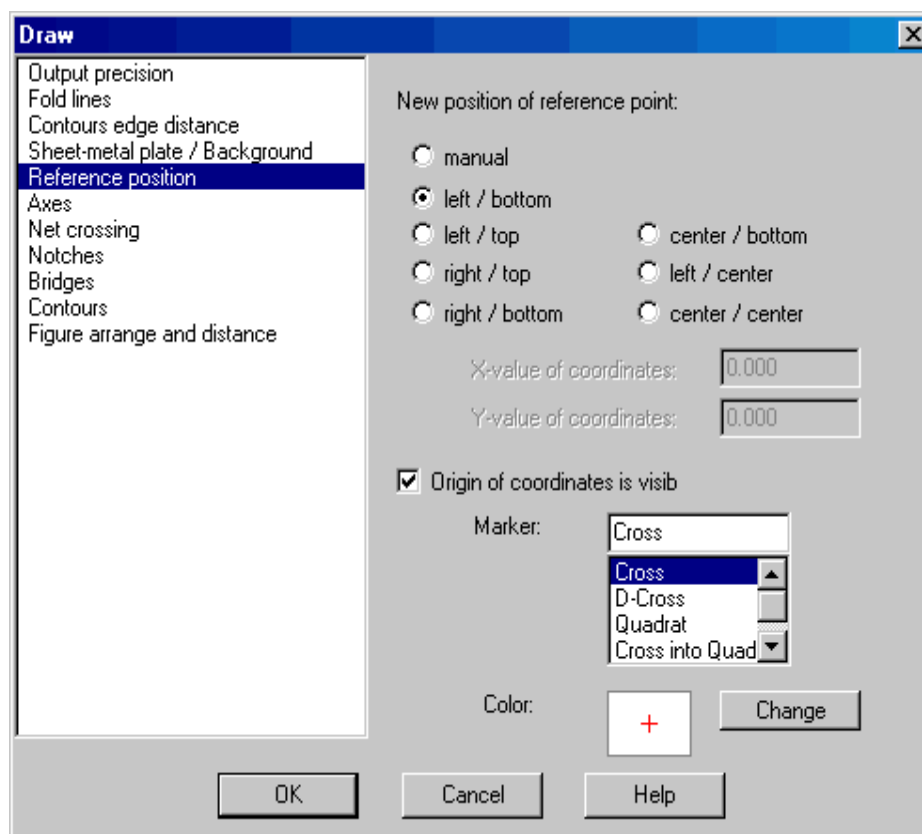 Draw
Output precision
Fold lines
Contours edge distance
Sheet-metal plate / Background
Reference position
Axes
Net crossing
Notches
Bridges
Contours
Figure arrange and distance
New position of reference point:
manual
left / bottom
left / top
center / bottom
right / top
left / center
right / bottom
center / center
X-value of coordinates:
0.000
Y-value of coordinates:
0.000
Origin of coordinates is visib
Marker:
Cross
Cross
D-Cross
Quadrat
Cross into Quad
Color:
Change
OK
Cancel
Help